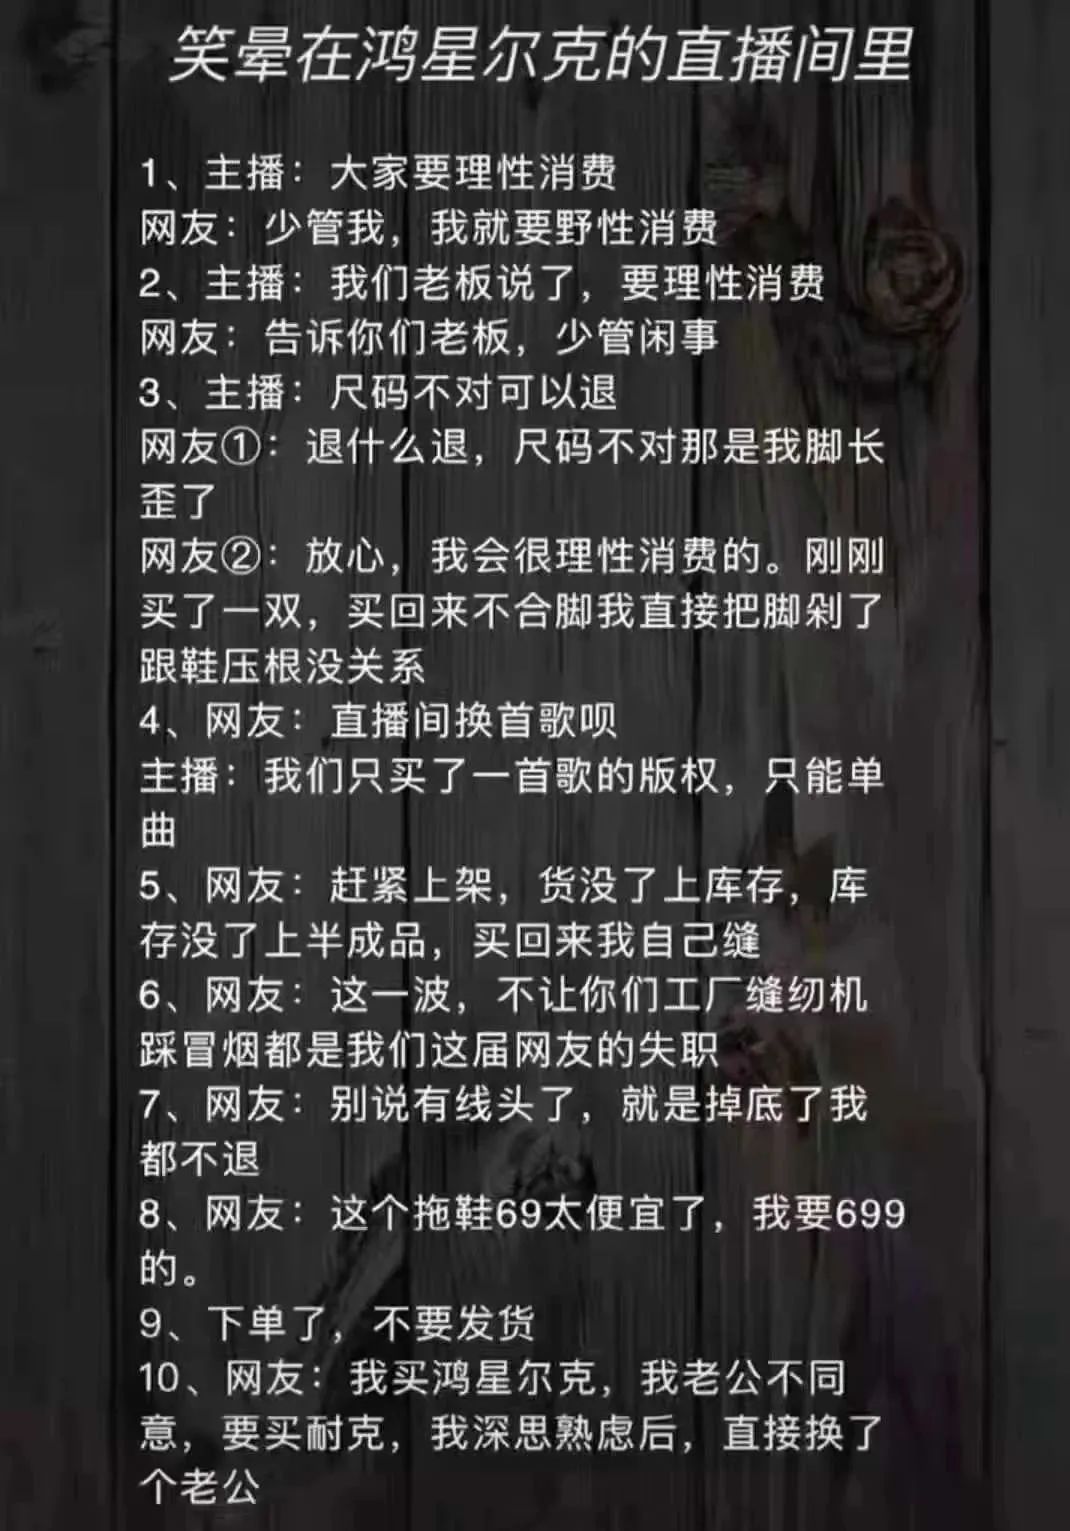 笑晕在鸿星尔克的直播间里
1、主播：大家要理性消费
网友：少管我，我就要野性消费
2、主播：我们老板说了，要理性消费
网友：告诉你们老板，少管闲事
3、主播：尺码不对可以退
网友①：退什么退，尺码不对那是我脚长
歪了
网友②：放心，我会很理性消费的。刚刚
买了一双，买回来不合脚我直接把脚剁了
跟鞋压根没关系
4、网友：直播间换首歌呗
主播：我们只买了一首歌的版权，只能单
曲
5、网友：赶紧上架，货没了上库存，库
存没了上半成品，买回来我自己缝
6、网友：这一波，不让你们工厂缝纫机
踩冒烟都是我们这届网友的失职
7、网友：别说有线头了，就是掉底了我
都不退
8、网友：这个拖鞋69太便宜了，我要699
的。
9、下单了，不要发货
10、网友：我买鸿星尔克，我老公不同
意，要买耐克，我深思熟虑后，直接换了
个老公